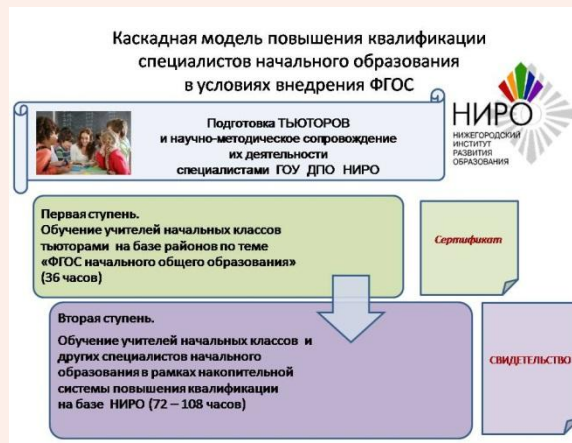 Каскадная модель повышения квалификации
специалистов начального образования
в условиях внедрения ФГОС
Подготовка ТЬЮТОРОВ
и научно-методическое сопровождение
их деятельности
специалистами ГОУ ДПО НИРО
НИРО
НИЖЕГОРОДСКИЙ
ИНСТИТУТ
РАЗВИТИЯ
ОБРАЗОВАНИЯ
Первая ступень.
Обучение учителей начальных классов
тьюторами на базе районов по теме
«ФГОС начального общего образования»
(36 часов)
Сертификат
Вторая ступень.
Обучение учителей начальных классов и
других специалистов начального
образования в рамках накопительной
системы повышения квалификации
на базе НИРО (72 – 108 часов)
СВИДЕТЕЛЬСТВО